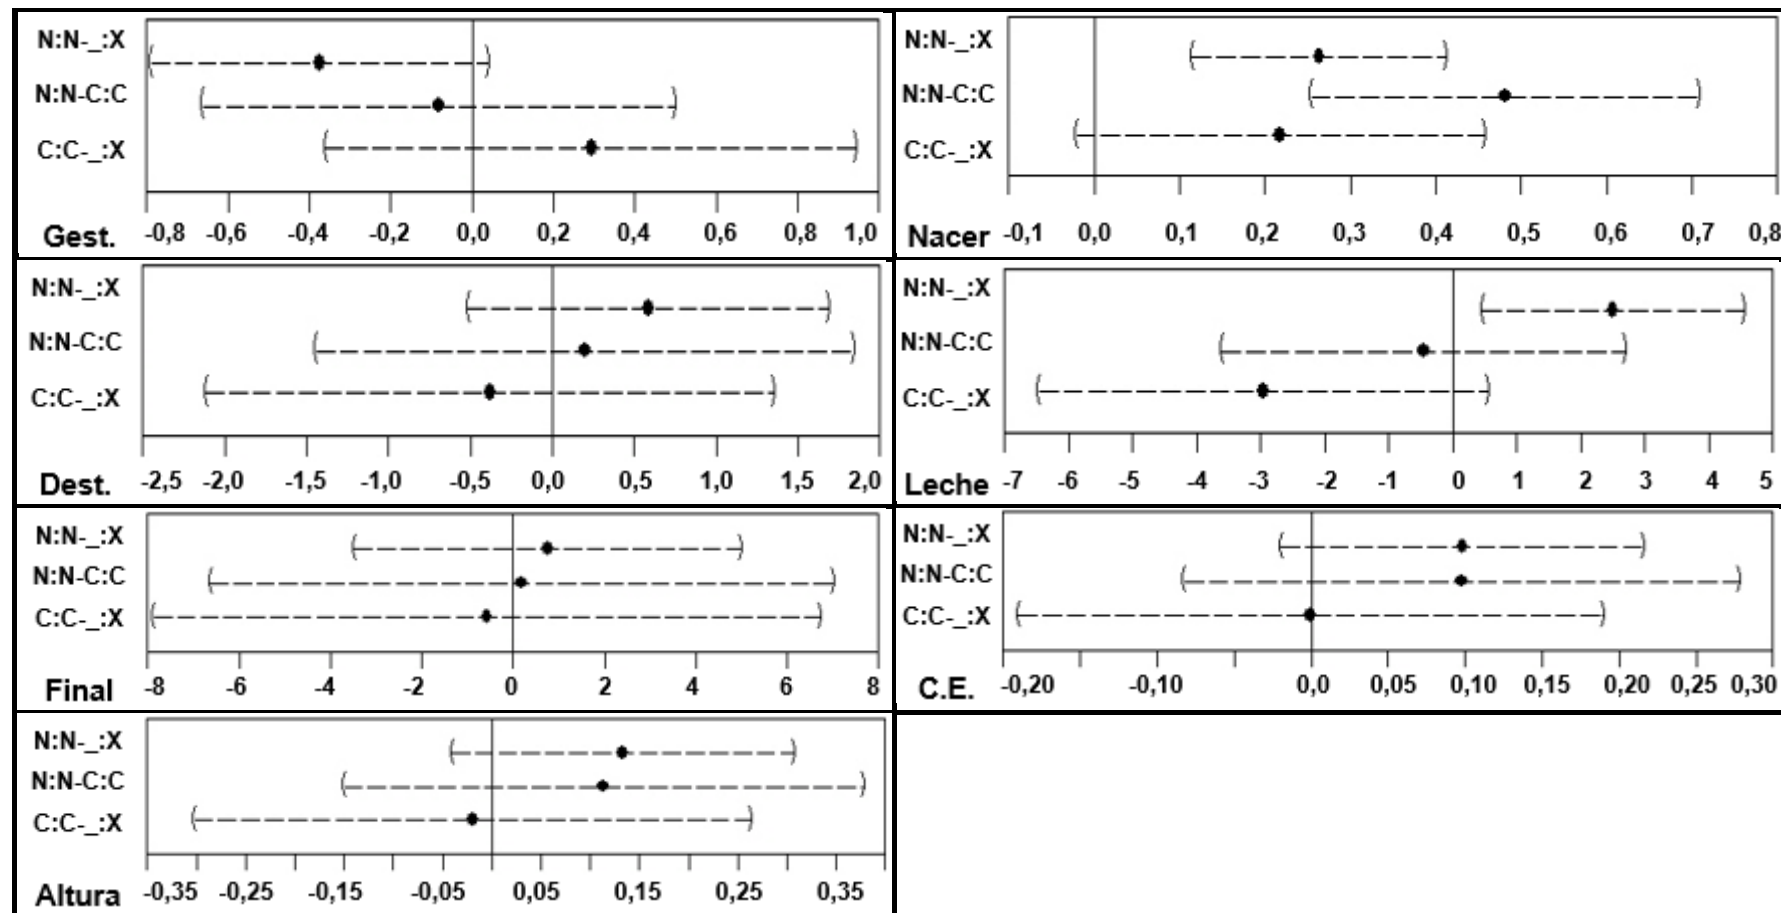 N:N-_:X
N:N-C:C
C:C-_:X
Gest. -0,8 -0,6 -0,4 -0,2 0,0 0,2 0,4 0,6 0,8 1,0
N:N-_:X
N:N-C:C
C:C-_:X
Nacer -0,1 0,0 0,1 0,2 0,3 0,4 0,5 0,6 0,7 0,8
N:N-_:X
N:N-C:C
C:C-_:X
Dest. -2,5 -2,0 -1,5 -1,0 -0,5 0,0 0,5 1,0 1,5 2,0
N:N-_:X
N:N-C:C
C:C-_:X
Leche -7 -6 -5 -4 -3 -2 -1 0 1 2 3 4 5
N:N-_:X
N:N-C:C
C:C-_:X
Final -8 -6 -4 -2 0 2 4 6 8
N:N-_:X
N:N-C:C
C:C-_:X
C.E. -0,20 -0,10 0,0 0,05 0,10 0,15 0,20 0,25 0,30
N:N-_:X
N:N-C:C
C:C-_:X
Altura -0,35 -0,25 -0,15 -0,05 0,05 0,15 0,25 0,35